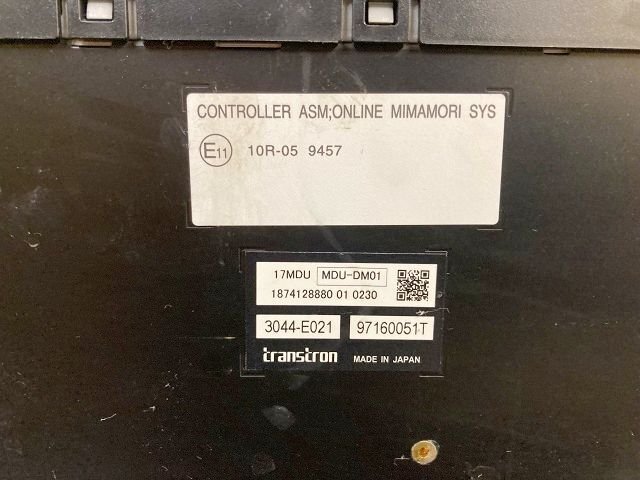 CONTROLLER ASM;ONLINE MIMAMORI SYS
E11 10R-05 9457
17MDU MDU-DM01
1874128880 01 0230
3044-E021 97160051T
transtron MADE IN JAPAN